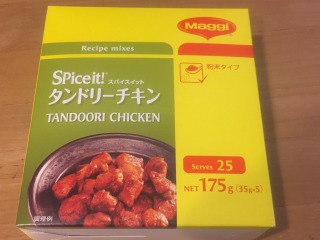 Maggi
Recipe mixes
粉末タイプ
SPice it!
スパイスイット
タンドリーチキン
TANDOORI CHICKEN
Serves 25
NET 175g (35g×5)
調理例